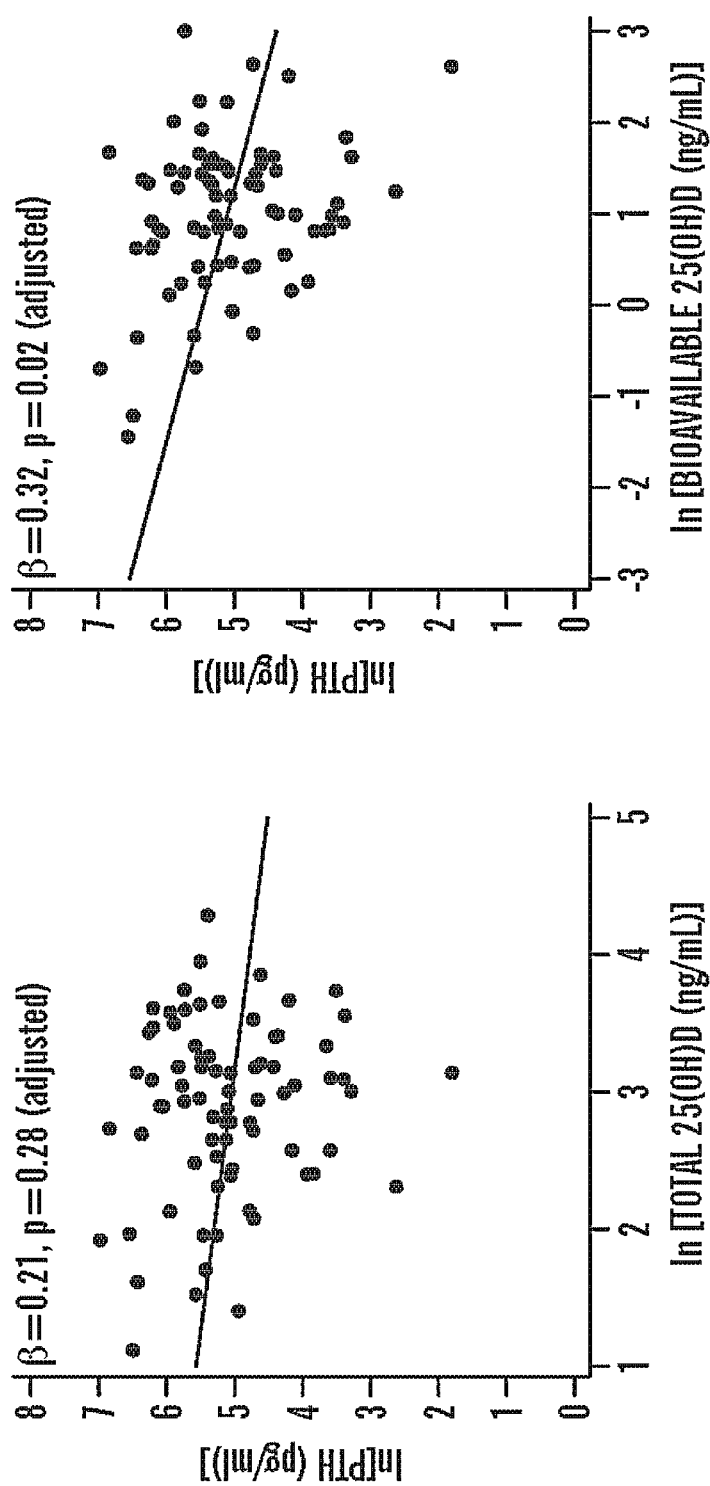 β=0.21, p=0.28 (adjusted)
ln[PTH (pg/ml)]
8
7
6
5
4
3
2
1
0
1 2 3 4 5
ln [TOTAL 25(OH)D (ng/mL)]
β=0.32, p=0.02 (adjusted)
ln[PTH (pg/ml)]
8
7
6
5
4
3
2
1
0
-3 -2 -1 0 1 2 3
ln [BIOAVAILABLE 25(OH)D (ng/mL)]